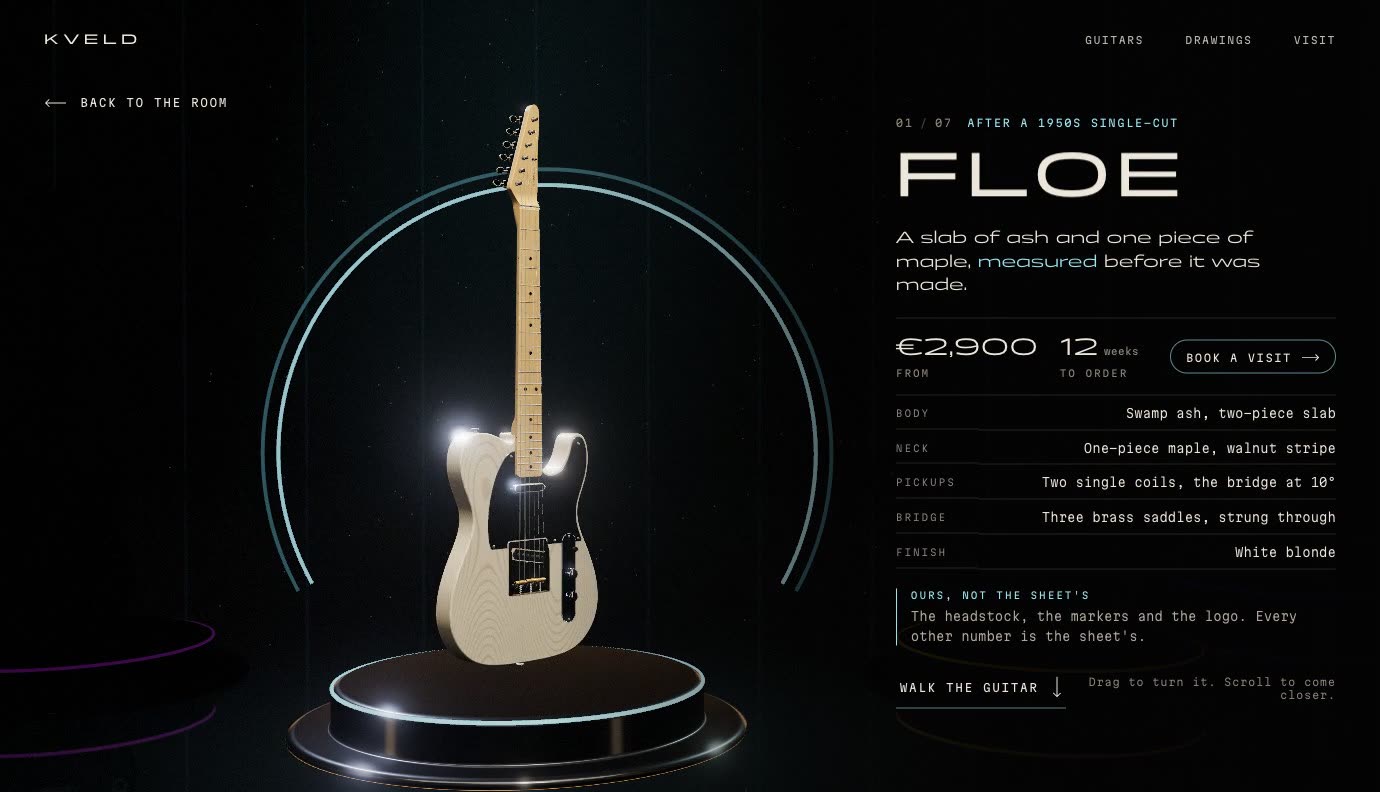 KVELD
GUITARS DRAWINGS VISIT
← BACK TO THE ROOM
01 / 07 AFTER A 1950S SINGLE-CUT
FLOE
A slab of ash and one piece of
maple, measured before it was
made.
€2,900 12 weeks BOOK A VISIT →
FROM TO ORDER
BODY Swamp ash, two-piece slab
NECK One-piece maple, walnut stripe
PICKUPS Two single coils, the bridge at 10°
BRIDGE Three brass saddles, strung through
FINISH White blonde
OURS, NOT THE SHEET'S
The headstock, the markers and the logo. Every
other number is the sheet's.
WALK THE GUITAR ↓ Drag to turn it. Scroll to come
closer.